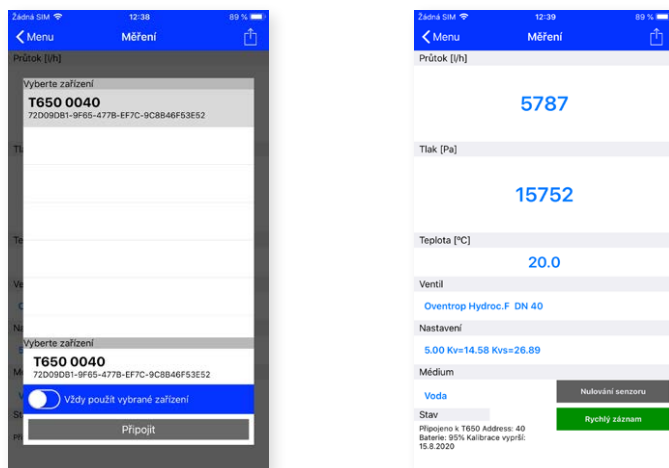 Žádná SIM 12:38 89 %
Menu Měření
Průtok [l/h]
Vyberte zařízení
T650 0040
72D09DB1-9F65-477B-EF7C-9C8B46F53E52
Vyberte zařízení
T650 0040
72D09DB1-9F65-477B-EF7C-9C8B46F53E52
Vždy použít vybrané zařízení
Připojit
Žádná SIM 12:39 89 %
Menu Měření
Průtok [l/h]
5787
Tlak [Pa]
15752
Teplota [°C]
20.0
Ventil
Oventrop Hydroc.F DN 40
Nastavení
5.00 Kv=14.58 Kvs=26.89
Médium
Voda
Nulování senzoru
Stav
Rychlý záznam
Připojeno k T650 Address: 40
Baterie: 95% Kalibrace vyprší:
15.8.2020